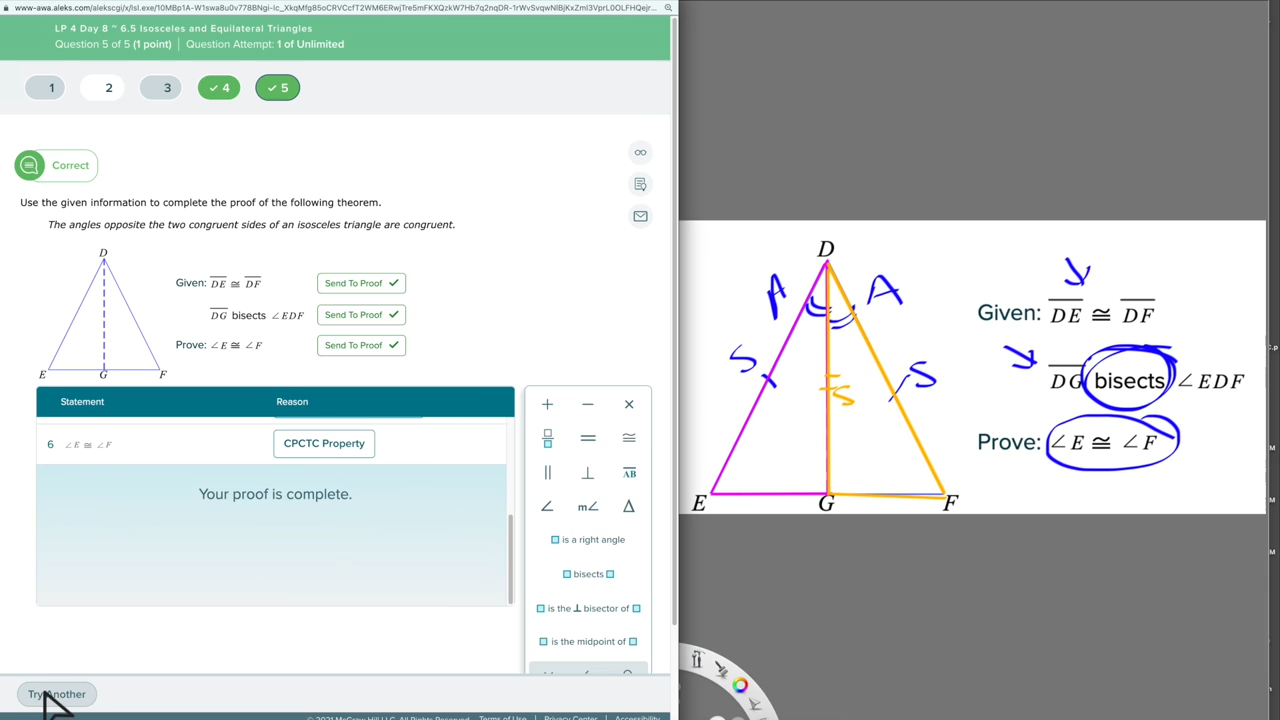 LP 4 Day 8 ~ 6.5 Isosceles and Equilateral Triangles
Question 5 of 5 (1 point) | Question Attempt: 1 of Unlimited
1 2 3 ✓ 4 ✓ 5
Correct
Use the given information to complete the proof of the following theorem.
The angles opposite the two congruent sides of an isosceles triangle are congruent.
D
Given: DE ≅ DF Send To Proof ✓
DG bisects ∠EDF Send To Proof ✓
Prove: ∠E ≅ ∠F Send To Proof ✓
E G F
Statement Reason
6 ∠E ≅ ∠F CPCTC Property
Your proof is complete.
+ − ×
= ≅
|| ⊥ AB
∠ m∠ Δ
□ is a right angle
□ bisects □
□ is the ⊥ bisector of □
□ is the midpoint of □
Try Another
D
A A
S S
S
E G F
Given: DE ≅ DF
DG bisects ∠EDF
Prove: ∠E ≅ ∠F